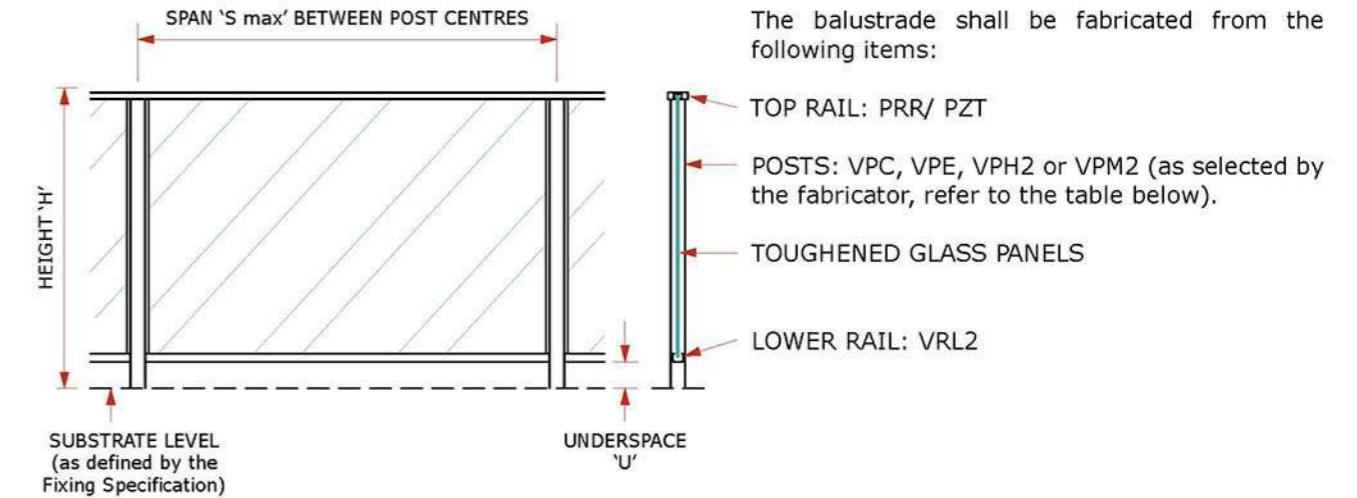 SPAN ‘S max’ BETWEEN POST CENTRES
HEIGHT ‘H’
SUBSTRATE LEVEL
(as defined by the
Fixing Specification)
UNDERSPACE
‘U’
The balustrade shall be fabricated from the
following items:
TOP RAIL: PRR/ PZT
POSTS: VPC, VPE, VPH2 or VPM2 (as selected by
the fabricator, refer to the table below).
TOUGHENED GLASS PANELS
LOWER RAIL: VRL2